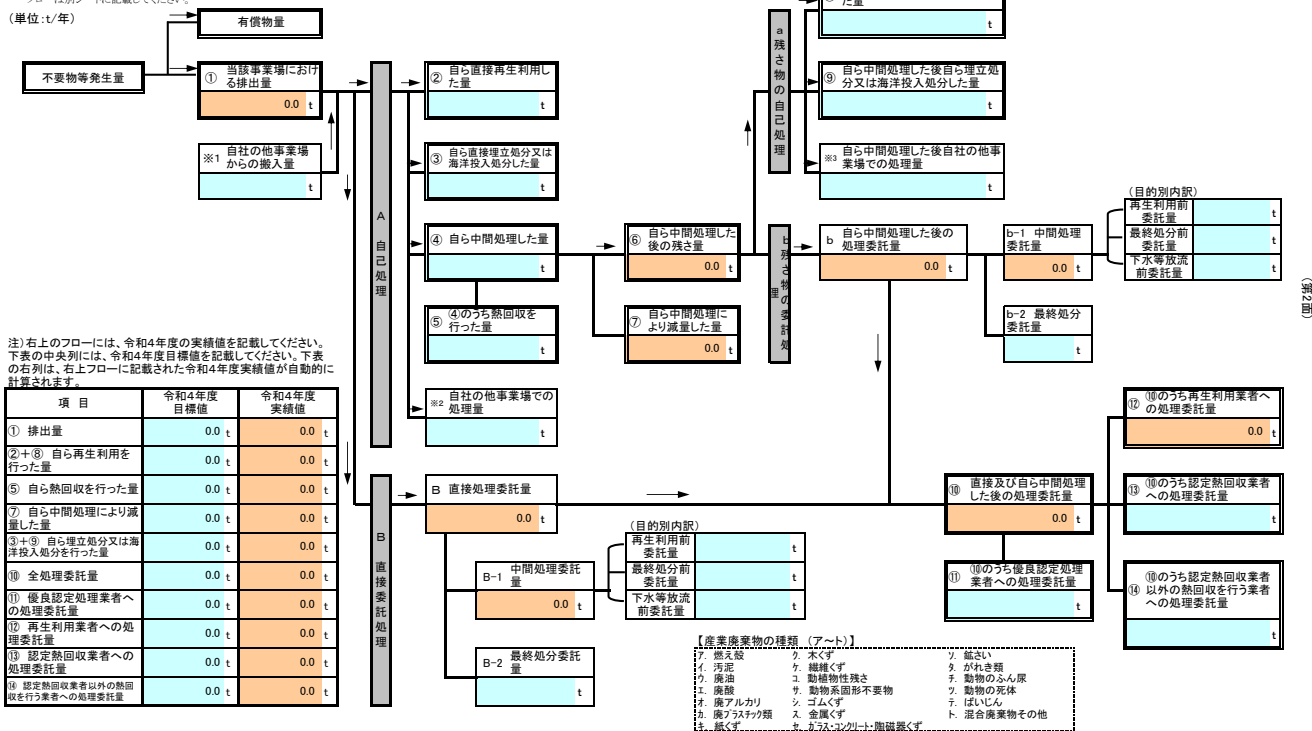 (単位:t/年)
有償物量
不要物等発生量
① 当該事業場におけ
る排出量
0.0 t
※1 自社の他事業場
からの搬入量
t
A 自己処理
② 自ら直接再生利用し
た量
t
③ 自ら直接埋立処分又は
海洋投入処分した量
t
④ 自ら中間処理した量
t
⑤ ④のうち熱回収を
行った量
t
※2 自社の他事業場での
処理量
t
⑥ 自ら中間処理した
後の残さ量
0.0 t
⑦ 自ら中間処理に
より減量した量
0.0 t
a 残さ物の自己処理
た量
t
⑨ 自ら中間処理した後自ら埋立処
分又は海洋投入処分した量
t
※3 自ら中間処理した後自社の他事
業場での処理量
t
b 残さ物の委託処理
b 自ら中間処理した後の
処理委託量
0.0 t
b-1 中間処理
委託量
0.0 t
b-2 最終処分
委託量
t
(目的別内訳)
再生利用前
委託量
t
最終処分前
委託量
t
下水等放流
前委託量
t
(第2面)
注)右上のフローには、令和4年度の実績値を記載してください。
下表の中央列には、令和4年度目標値を記載してください。下表
の右列は、右上フローに記載された令和4年度実績値が自動的に
計算されます。
項 目 令和4年度 目標値 令和4年度 実績値
① 排出量 0.0 t 0.0 t
②+⑧ 自ら再生利用を
行った量 0.0 t 0.0 t
⑤ 自ら熱回収を行った量 0.0 t 0.0 t
⑦ 自ら中間処理により減
量した量 0.0 t 0.0 t
③+⑨ 自ら埋立処分又は海
洋投入処分を行った量 0.0 t 0.0 t
⑩ 全処理委託量 0.0 t 0.0 t
⑪ 優良認定処理業者へ
の処理委託量 0.0 t 0.0 t
⑫ 再生利用業者への処
理委託量 0.0 t 0.0 t
⑬ 認定熱回収業者への
処理委託量 0.0 t 0.0 t
⑭ 認定熱回収業者以外の熱回
収を行う業者への処理委託量 0.0 t 0.0 t
B 直接委託処理
B 直接処理委託量
0.0 t
B-1 中間処理委託
量
0.0 t
B-2 最終処分委託
量
t
(目的別内訳)
再生利用前
委託量
t
最終処分前
委託量
t
下水等放流
前委託量
t
⑩ 直接及び自ら中間処理
した後の処理委託量
0.0 t
⑪ ⑩のうち優良認定処理
業者への処理委託量
t
⑫ ⑩のうち再生利用業者へ
の処理委託量
0.0 t
⑬ ⑩のうち認定熱回収業者
への処理委託量
t
⑭ ⑩のうち認定熱回収業者
以外の熱回収を行う業者
への処理委託量
t
【産業廃棄物の種類 (ア~ト)】
ア. 燃え殻 ク. 木くず ソ. 鉱さい
イ. 汚泥 ケ. 繊維くず タ. がれき類
ウ. 廃油 コ. 動植物性残さ チ. 動物のふん尿
エ. 廃酸 サ. 動物系固形不要物 ツ. 動物の死体
オ. 廃アルカリ シ. ゴムくず テ. ばいじん
カ. 廃プラスチック類 ス. 金属くず ト. 混合廃棄物その他
キ. 紙くず セ. ガラス・コンクリート・陶磁器くず